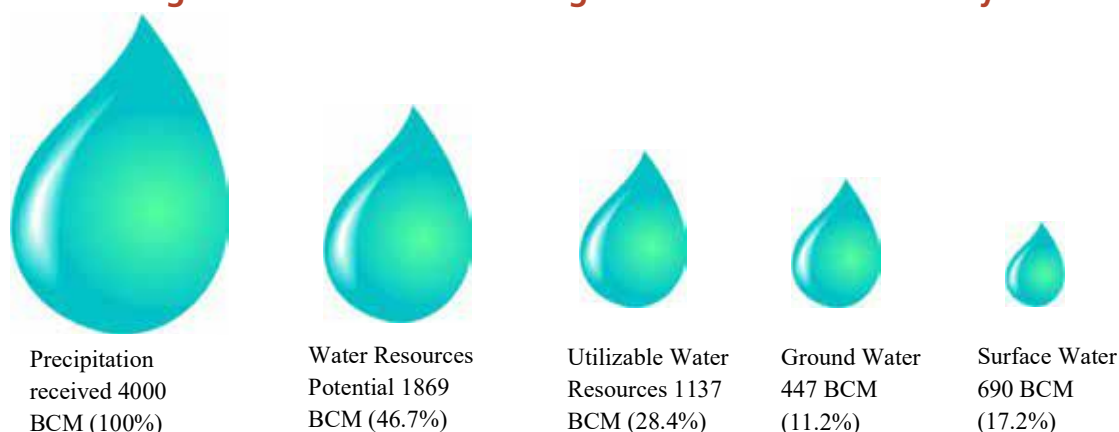 Precipitation
received 4000
BCM (100%)
Water Resources
Potential 1869
BCM (46.7%)
Utilizable Water
Resources 1137
BCM (28.4%)
Ground Water
447 BCM
(11.2%)
Surface Water
690 BCM
(17.2%)